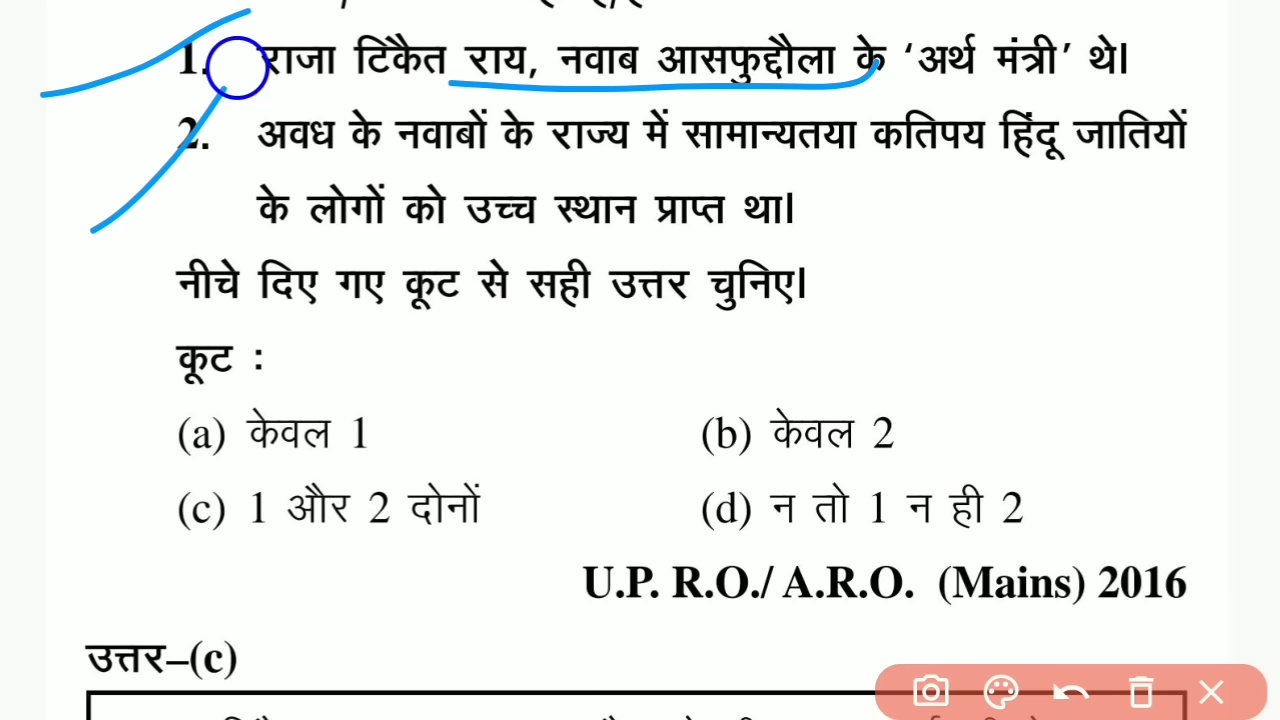 1. राजा टिकैत राय, नवाब आसफुद्दौला के ‘अर्थ मंत्री’ थे।
2. अवध के नवाबों के राज्य में सामान्यतया कतिपय हिंदू जातियों
के लोगों को उच्च स्थान प्राप्त था।
नीचे दिए गए कूट से सही उत्तर चुनिए।
कूट :
(a) केवल 1 (b) केवल 2
(c) 1 और 2 दोनों (d) न तो 1 न ही 2
U.P. R.O./ A.R.O. (Mains) 2016
उत्तर–(c)